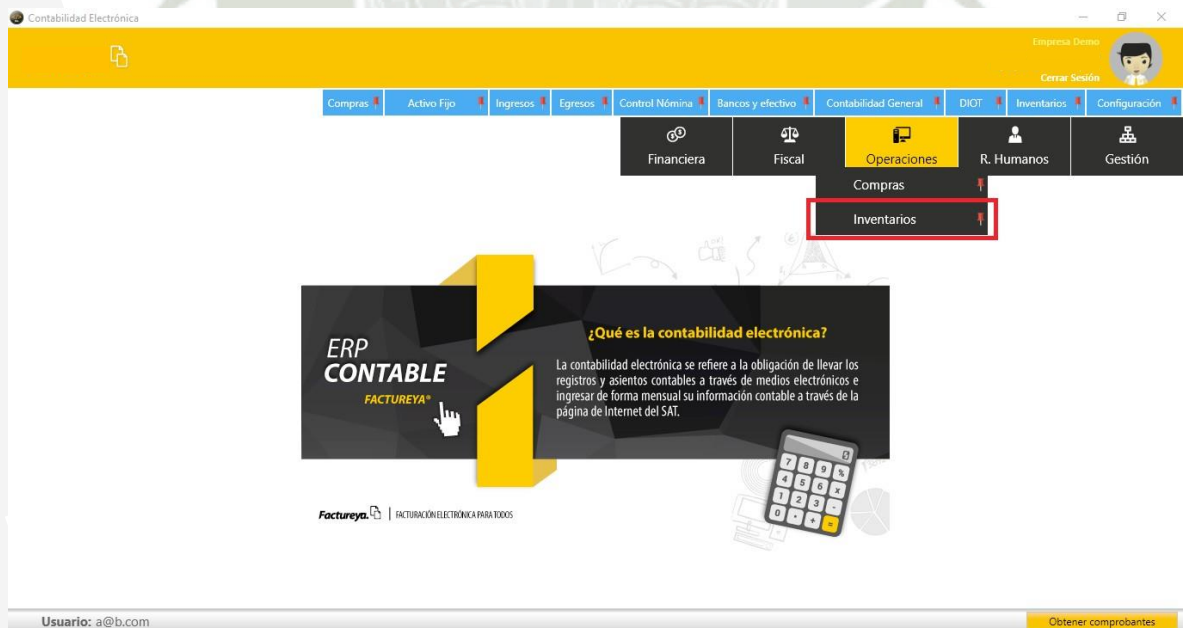 Contabilidad Electrónica
Empresa Demo
Cerrar Sesión
Compras Activo Fijo Ingresos Egresos Control Nómina Bancos y efectivo Contabilidad General DIOT Inventarios Configuración
Financiera Fiscal Operaciones R. Humanos Gestión
Compras
Inventarios
ERP
CONTABLE
FACTUREYA®
¿Qué es la contabilidad electrónica?
La contabilidad electrónica se refiere a la obligación de llevar los
registros y asientos contables a través de medios electrónicos e
ingresar de forma mensual su información contable a través de la
página de Internet del SAT.
0
7 8 9 %
4 5 6 x
1 2 3 -
0 · + =
Factureya. | FACTURACIÓN ELECTRÓNICA PARA TODOS
Usuario: a@b.com
Obtener comprobantes